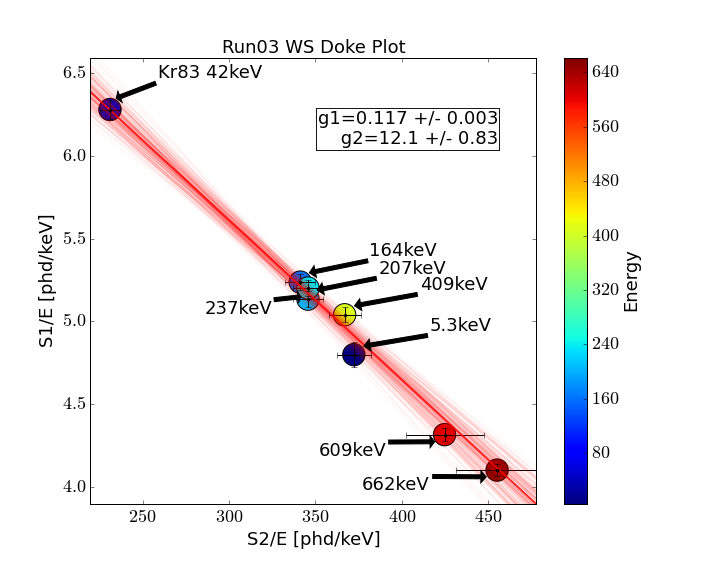 Run03 WS Doke Plot
Kr83 42keV
g1=0.117 +/- 0.003
g2=12.1 +/- 0.83
164keV
207keV
409keV
237keV
5.3keV
609keV
662keV
6.5
6.0
5.5
5.0
4.5
4.0
S1/E [phd/keV]
250
300
350
400
450
S2/E [phd/keV]
640
560
480
400
320
240
160
80
Energy